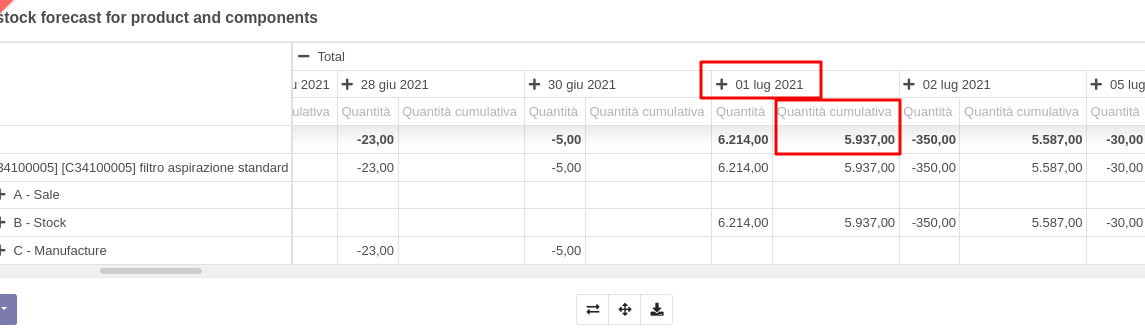 stock forecast for product and components
Total
2021 28 giu 2021 30 giu 2021 01 lug 2021 02 lug 2021 05 lug
Quantità Quantità cumulativa Quantità Quantità cumulativa Quantità Quantità cumulativa Quantità Quantità cumulativa Quantità
-23,00 -5,00 6.214,00 5.937,00 -350,00 5.587,00 -30,00
34100005] [C34100005] filtro aspirazione standard -23,00 -5,00 6.214,00 5.937,00 -350,00 5.587,00 -30,00
A - Sale
B - Stock 6.214,00 5.937,00 -350,00 5.587,00 -30,00
C - Manufacture -23,00 -5,00